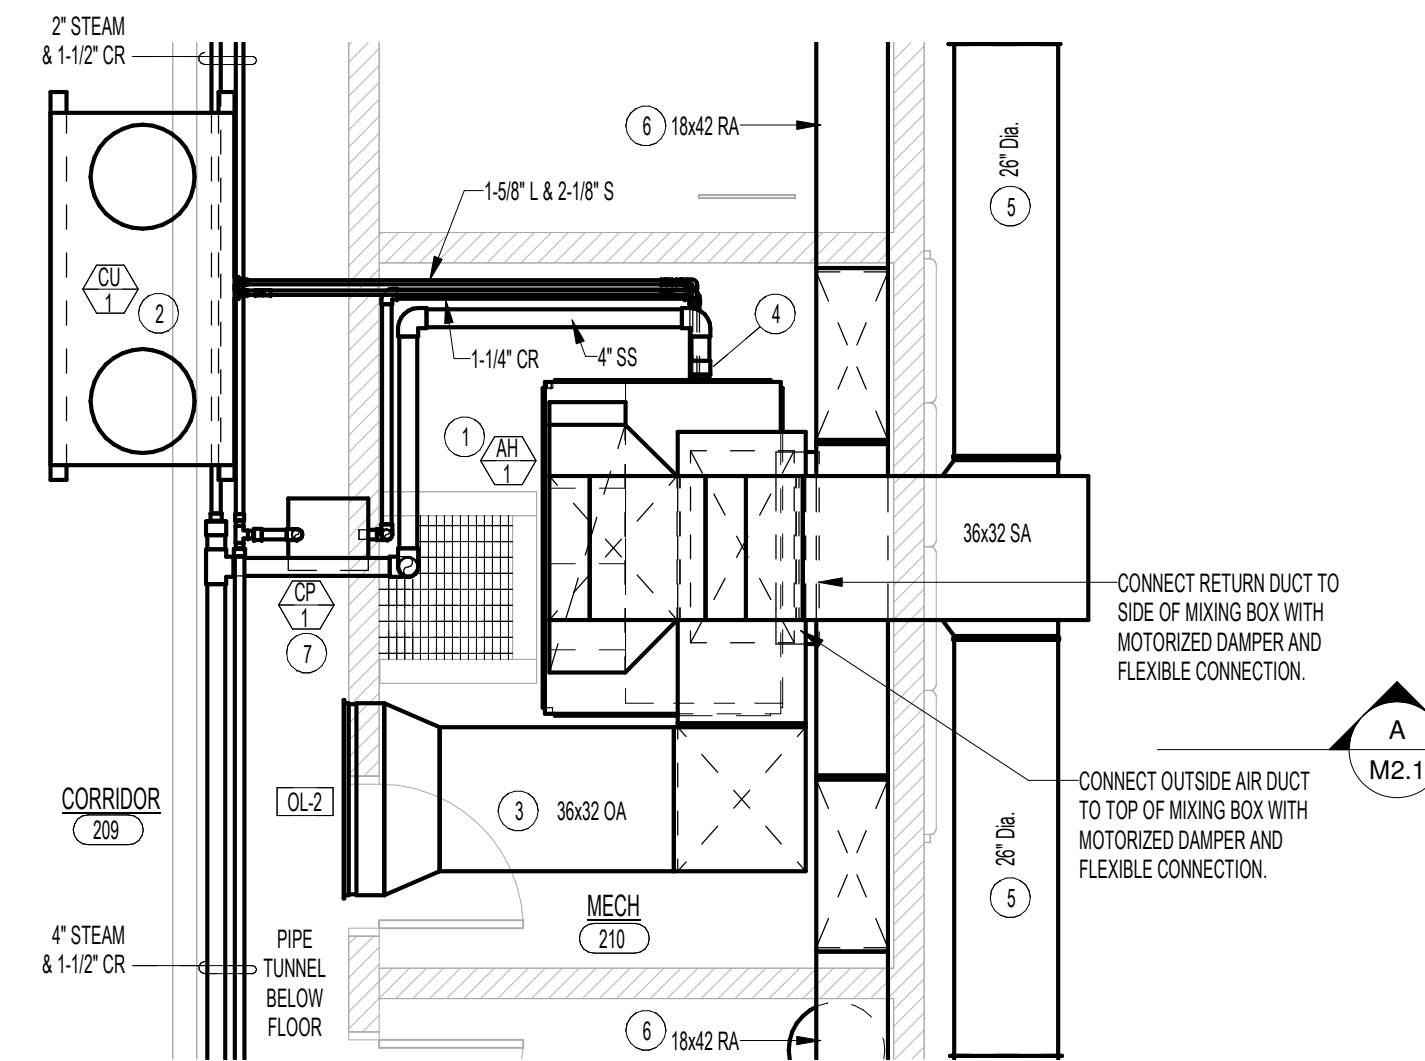 2" STEAM
& 1-1/2" CR
6 18x42 RA
26" Dia.
5
1-5/8" L & 2-1/8" S
CU
1
2
4
1-1/4" CR
4" SS
1
AH
1
36x32 SA
CONNECT RETURN DUCT TO
SIDE OF MIXING BOX WITH
MOTORIZED DAMPER AND
FLEXIBLE CONNECTION.
CP
1
7
A
M2.1
CORRIDOR
209
OL-2
3 36x32 OA
CONNECT OUTSIDE AIR DUCT
TO TOP OF MIXING BOX WITH
MOTORIZED DAMPER AND
FLEXIBLE CONNECTION.
26" Dia.
5
MECH
210
4" STEAM
& 1-1/2" CR
PIPE
TUNNEL
BELOW
FLOOR
6 18x42 RA